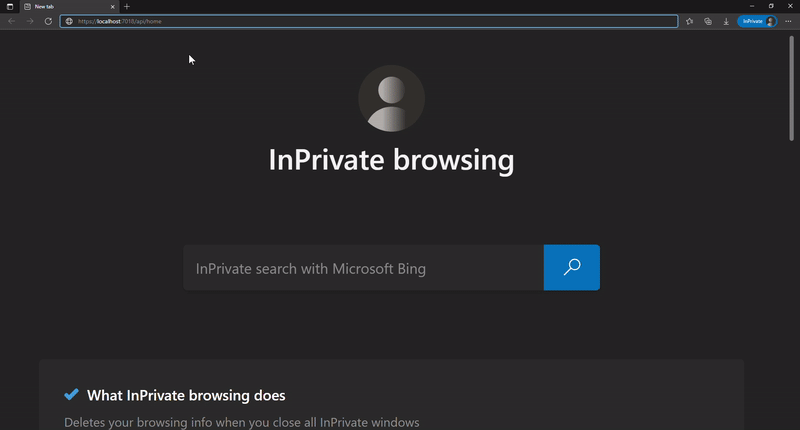 New tab
https://localhost:7018/api/home
InPrivate
InPrivate browsing
InPrivate search with Microsoft Bing
What InPrivate browsing does
Deletes your browsing info when you close all InPrivate windows